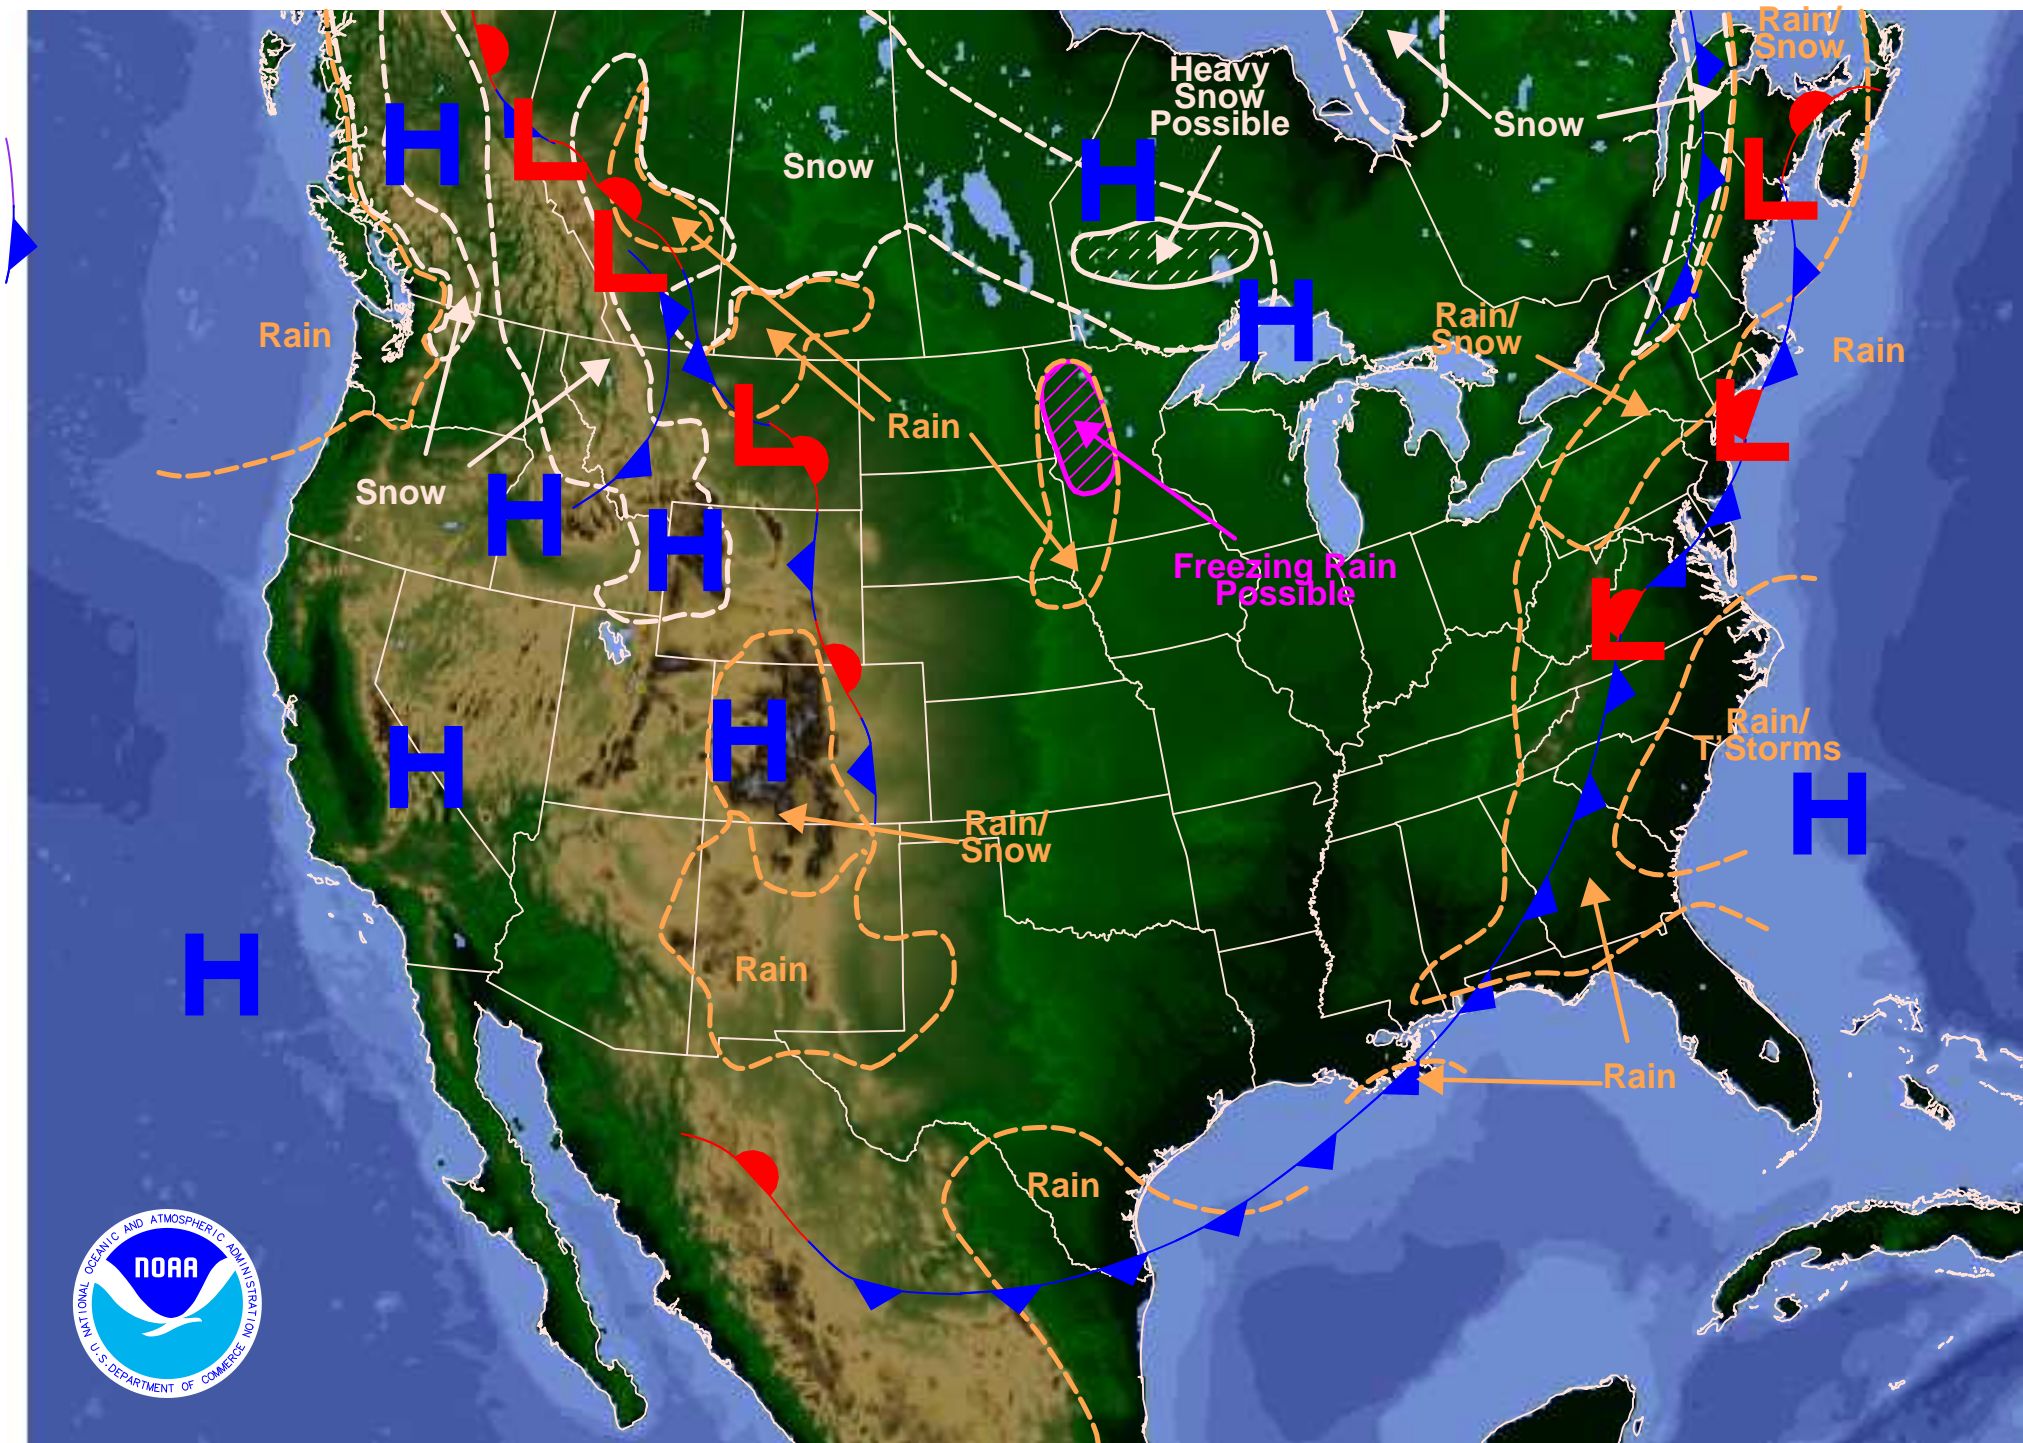 Rain/
Snow
Heavy
Snow
Possible
Snow
H
L
H
L
Snow
L
H
Rain
Rain/
Snow
Rain
L
L
Rain
Snow
H
H
Freezing Rain
Possible
L
H
H
Rain/
T'Storms
H
Rain/
Snow
H
Rain
Rain
Rain
NATIONAL OCEANIC AND ATMOSPHERIC ADMINISTRATION
NOAA
U.S. DEPARTMENT OF COMMERCE